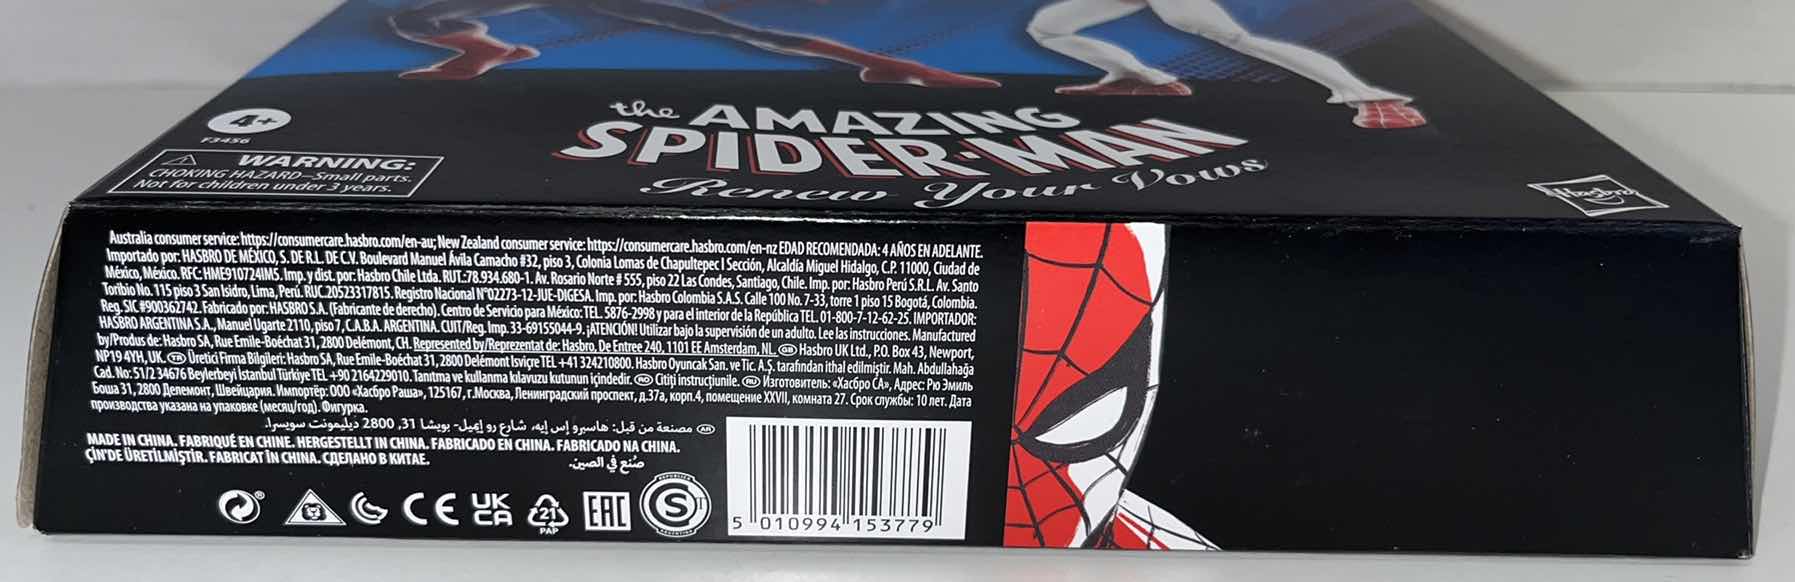 4+
F3456
WARNING:
CHOKING HAZARD—Small parts.
Not for children under 3 years.
the AMAZING
SPIDER-MAN
Renew Your Vows
Hasbro
Australia consumer service: https://consumercare.hasbro.com/en-au; New Zealand consumer service: https://consumercare.hasbro.com/en-nz EDAD RECOMENDADA: 4 AÑOS EN ADELANTE.
Importado por: HASBRO DE MÉXICO, S. DE R.L. DE C.V. Boulevard Manuel Ávila Camacho #32, piso 3, Colonia Lomas de Chapultepec I Sección, Alcaldía Miguel Hidalgo, C.P. 11000, Ciudad de
México, México. RFC: HME910724IM5. Imp. y dist. por: Hasbro Chile Ltda. RUT.:78.934.680-1. Av. Rosario Norte # 555, piso 22 Las Condes, Santiago, Chile. Imp. por: Hasbro Perú S.R.L. Av. Santo
Toribio No. 115 piso 3 San Isidro, Lima, Perú. RUC.20523317815. Registro Nacional N°02273-12-JUE-DIGESA. Imp. por: Hasbro Colombia S.A.S. Calle 100 No. 7-33, torre 1 piso 15 Bogotá, Colombia.
Reg. SIC #900362742. Fabricado por: HASBRO S.A. (Fabricante de derecho). Centro de Servicio para México: TEL. 5876-2998 y para el interior de la República TEL. 01-800-7-12-62-25. IMPORTADOR:
HASBRO ARGENTINA S.A., Manuel Ugarte 2110, piso 7, C.A.B.A. ARGENTINA. CUIT/Reg. Imp. 33-69155044-9. ¡ATENCIÓN! Utilizar bajo la supervisión de un adulto. Lee las instrucciones. Manufactured
by/Produs de: Hasbro SA, Rue Emile-Boéchat 31, 2800 Delémont, CH. Represented by/Reprezentat de: Hasbro, De Entree 240, 1101 EE Amsterdam, NL. GB Hasbro UK Ltd., P.O. Box 43, Newport,
NP19 4YH, UK. TR Üretici Firma Bilgileri: Hasbro SA, Rue Emile-Boéchat 31, 2800 Delémont İsviçre TEL +41 324210800. Hasbro Oyuncak San. ve Tic. A.Ş. tarafından ithal edilmiştir. Mah. Abdullahağa
Cad. No: 51/2 34676 Beylerbeyi İstanbul Türkiye TEL +90 2164229010. Tanıtma ve kullanma kılavuzu kutunun içindedir. RO Citiţi instrucţiunile. RU Изготовитель: «Хасбро СА», Адрес: Рю Эмиль
Боша 31, 2800 Делемонт, Швейцария. Импортёр: ООО «Хасбро Раша», 125167, г.Москва, Ленинградский проспект, д.37а, корп.4, помещение XXVII, комната 27. Срок службы: 10 лет. Дата
производства указана на упаковке (месяц/год). Фигурка.
AR مصنعة من قبل: هاسبرو إس إيه، شارع رو إيميل- بويشا 31، 2800 ديليمونت سويسرا.
MADE IN CHINA. FABRIQUÉ EN CHINE. HERGESTELLT IN CHINA. FABRICADO EN CHINA. FABRICADO NA CHINA.
ÇİN'DE ÜRETİLMİŞTİR. FABRICAT ÎN CHINA. СДЕЛАНО В КИТАЕ. صُنع في الصين.
CE UK CA 21 PAP EAC S
5 010994 153779